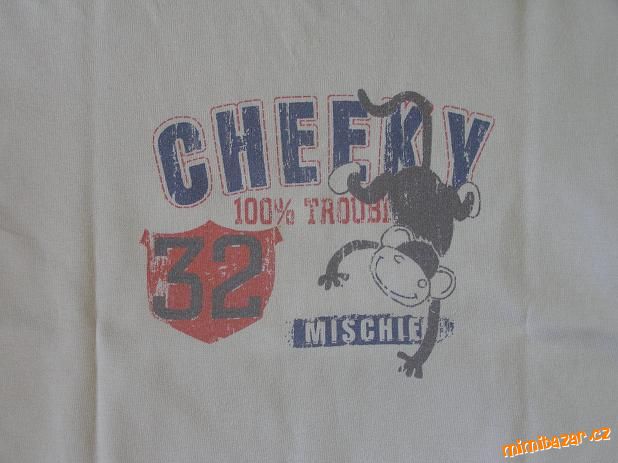 CHEEKY
100% TROUBL
32
MISCHIE
mimibazar.cz